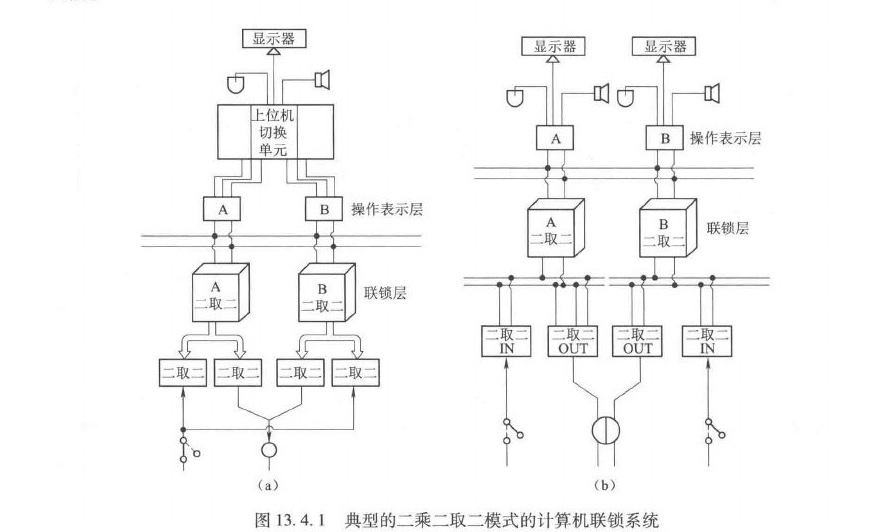 显示器
上位机
切换
单元
A
B
操作表示层
A
二取二
B
二取二
联锁层
二取二
二取二
二取二
二取二
(a)
显示器
显示器
A
B
操作表示层
A
二取二
B
二取二
联锁层
二取二
IN
二取二
OUT
二取二
OUT
二取二
IN
(b)
图 13.4.1 典型的二乘二取二模式的计算机联锁系统